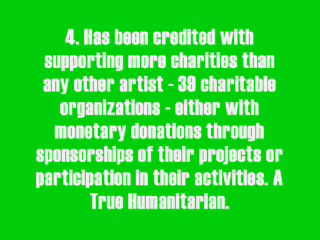 4. Has been credited with
supporting more charities than
any other artist - 39 charitable
organizations - either with
monetary donations through
sponsorships of their projects or
participation in their activities. A
True Humanitarian.